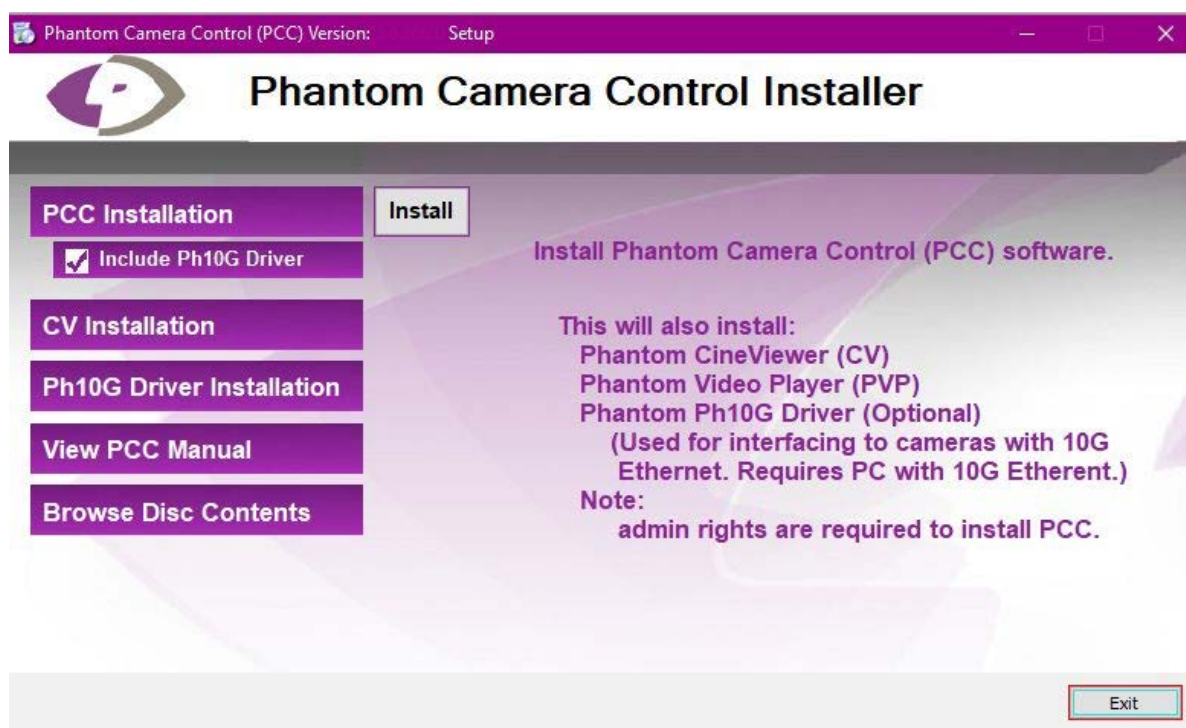 Phantom Camera Control (PCC) Version: Setup
Phantom Camera Control Installer
PCC Installation
Install
Include Ph10G Driver
CV Installation
Ph10G Driver Installation
View PCC Manual
Browse Disc Contents
Install Phantom Camera Control (PCC) software.
This will also install:
Phantom CineViewer (CV)
Phantom Video Player (PVP)
Phantom Ph10G Driver (Optional)
(Used for interfacing to cameras with 10G
Ethernet. Requires PC with 10G Etherent.)
Note:
admin rights are required to install PCC.
Exit